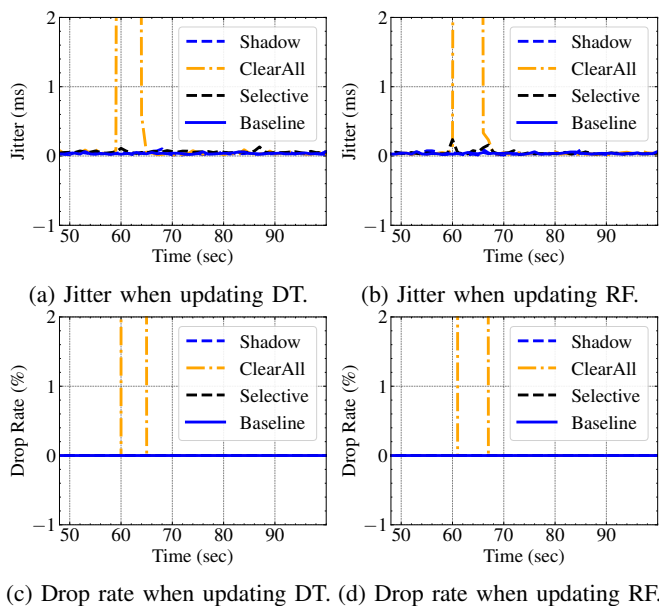 2
1
0
−1
Jitter (ms)
50 60 70 80 90
Time (sec)
Shadow
ClearAll
Selective
Baseline
(a) Jitter when updating DT.
2
1
0
−1
Jitter (ms)
50 60 70 80 90
Time (sec)
Shadow
ClearAll
Selective
Baseline
(b) Jitter when updating RF.
2
1
0
−1
Drop Rate (%)
50 60 70 80 90
Time (sec)
Shadow
ClearAll
Selective
Baseline
(c) Drop rate when updating DT.
2
1
0
−1
Drop Rate (%)
50 60 70 80 90
Time (sec)
Shadow
ClearAll
Selective
Baseline
(d) Drop rate when updating RF.